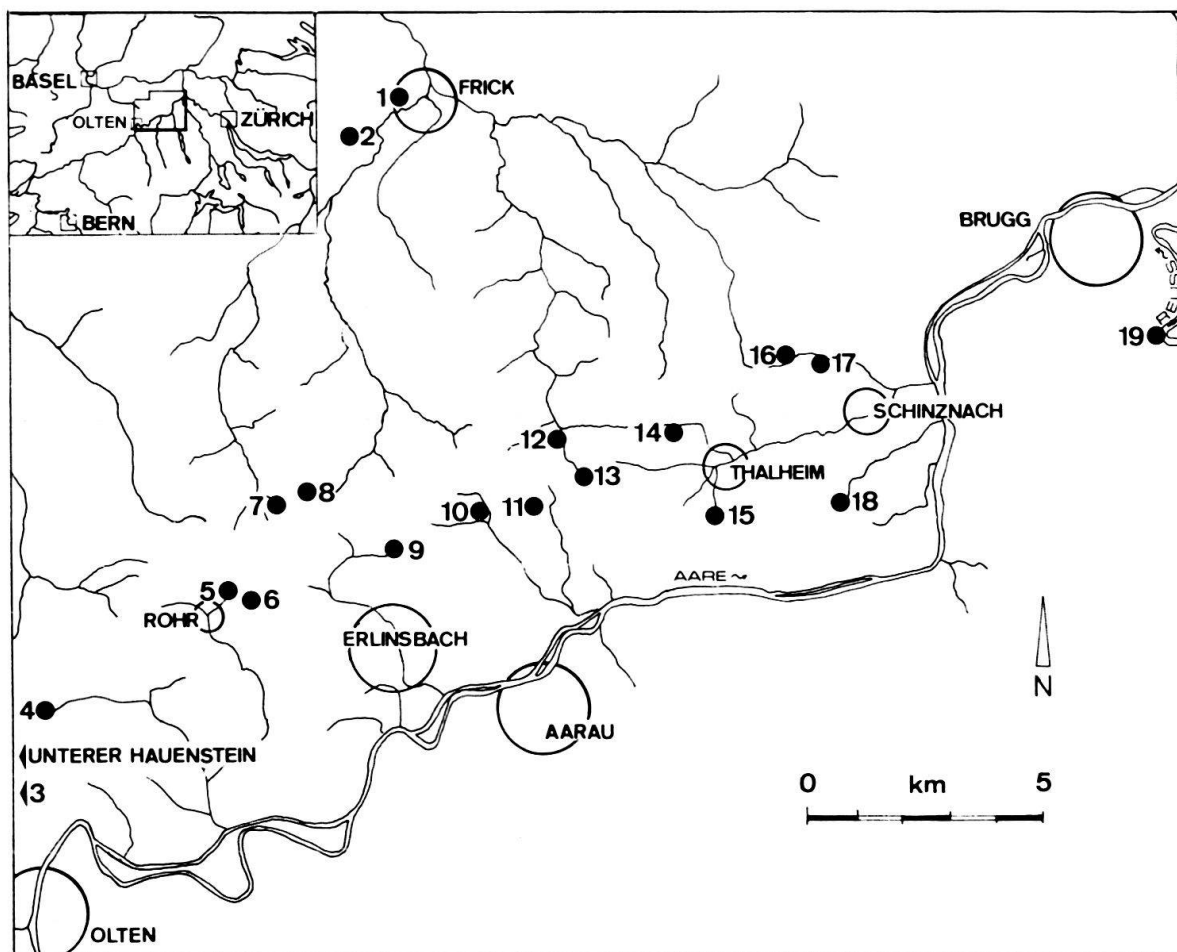 BASEL
OLTEN
ZÜRICH
BERN
1
FRICK
2
BRUGG
REUSS
19
16
17
SCHINZNACH
12
14
13
THALHEIM
7
8
10
11
15
18
9
AARE
5
6
ROHR
ERLINSBACH
N
4
AARAU
UNTERER HAUENSTEIN
3
0 km 5
OLTEN